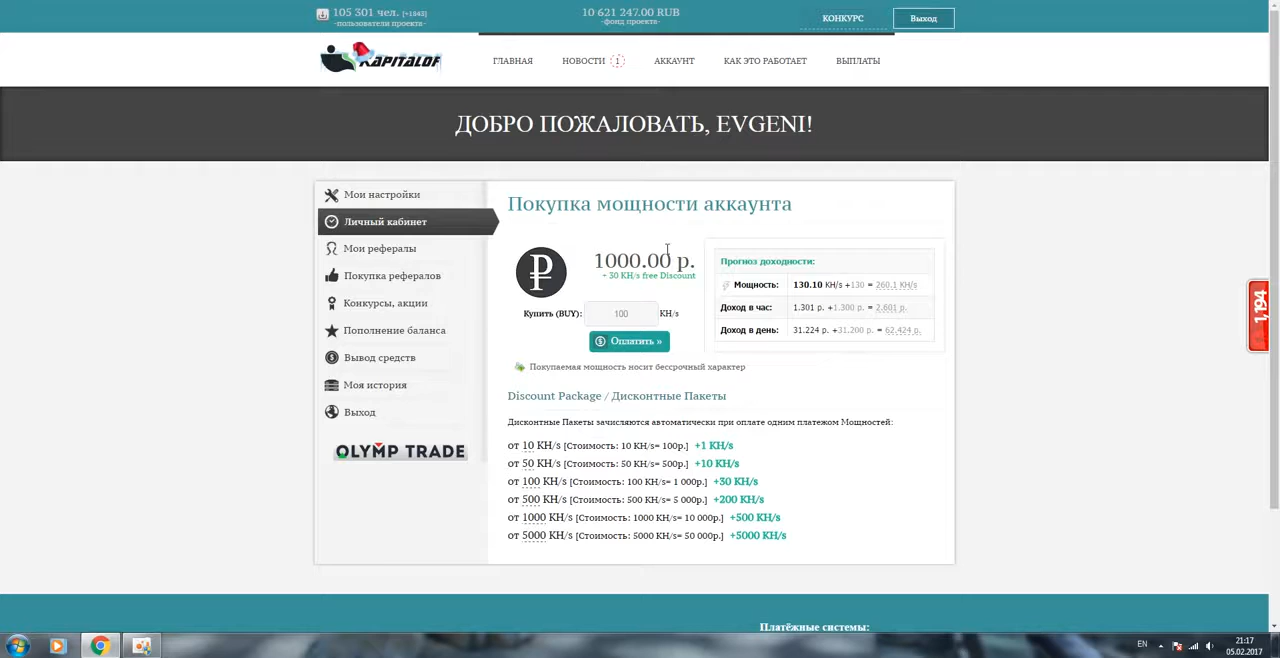 105 301 чел. [+1843]
-пользователи проекта-
10 621 247.00 RUB
-фонд проекта-
КОНКУРС
Выход
KAPITALOF
ГЛАВНАЯ
НОВОСТИ 1
АККАУНТ
КАК ЭТО РАБОТАЕТ
ВЫПЛАТЫ
ДОБРО ПОЖАЛОВАТЬ, EVGENI!
Мои настройки
Личный кабинет
Мои рефералы
Покупка рефералов
Конкурсы, акции
Пополнение баланса
Вывод средств
Моя история
Выход
OLYMP TRADE
Покупка мощности аккаунта
1000.00 р.
+ 30 KH/s free Discount
Купить (BUY): 100 KH/s
Оплатить »
Прогноз доходности:
Мощность: 130.10 KH/s +130 = 260.1 KH/s
Доход в час: 1.301 р. +1.300 р. = 2.601 р.
Доход в день: 31.224 р. +31.200 р. = 62.424 р.
Покупаемая мощность носит бессрочный характер
Discount Package / Дисконтные Пакеты
Дисконтные Пакеты зачисляются автоматически при оплате одним платежом Мощностей:
от 10 KH/s [Стоимость: 10 KH/s= 100р.] +1 KH/s
от 50 KH/s [Стоимость: 50 KH/s= 500р.] +10 KH/s
от 100 KH/s [Стоимость: 100 KH/s= 1 000р.] +30 KH/s
от 500 KH/s [Стоимость: 500 KH/s= 5 000р.] +200 KH/s
от 1000 KH/s [Стоимость: 1000 KH/s= 10 000р.] +500 KH/s
от 5000 KH/s [Стоимость: 5000 KH/s= 50 000р.] +5000 KH/s
1,194
Платёжные системы:
EN
21:17
05.02.2017